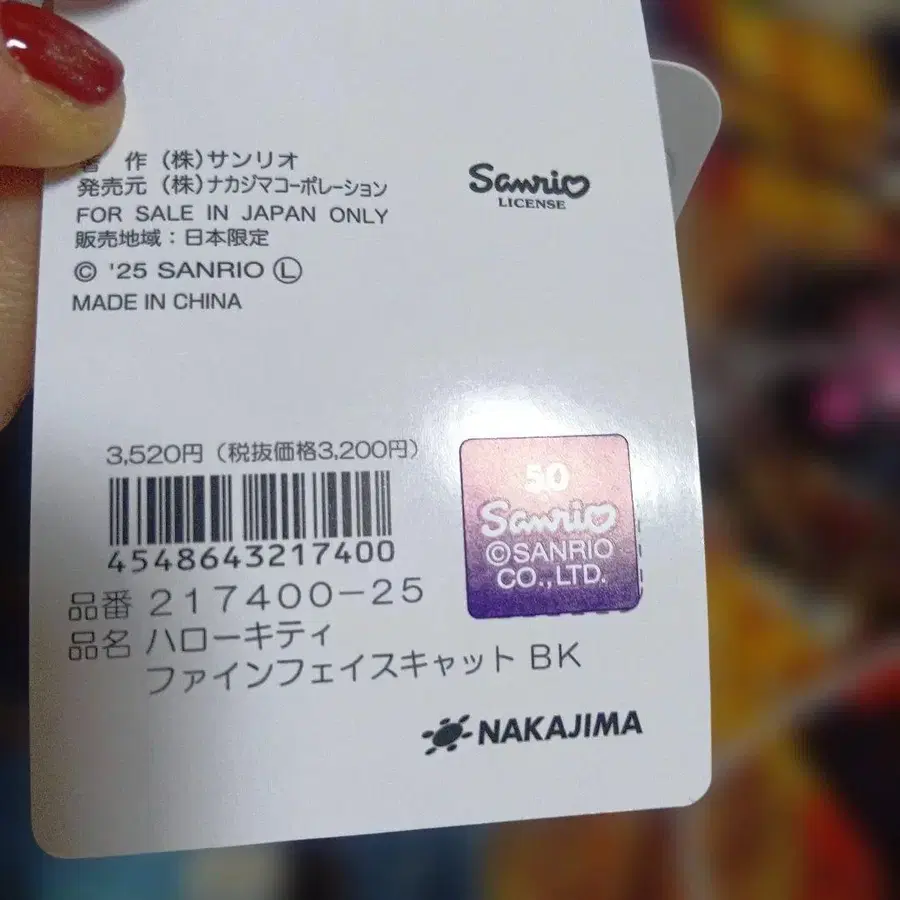 作 (株)サンリオ
発売元 (株)ナカジマコーポレーション
FOR SALE IN JAPAN ONLY
販売地域:日本限定
© '25 SANRIO Ⓛ
MADE IN CHINA
Sanrio
LICENSE
3,520円 (税抜価格3,200円)
4548643217400
品番 217400-25
品名 ハローキティ
ファインフェイスキャット BK
50
Sanrio
©SANRIO
CO.,LTD.
NAKAJIMA